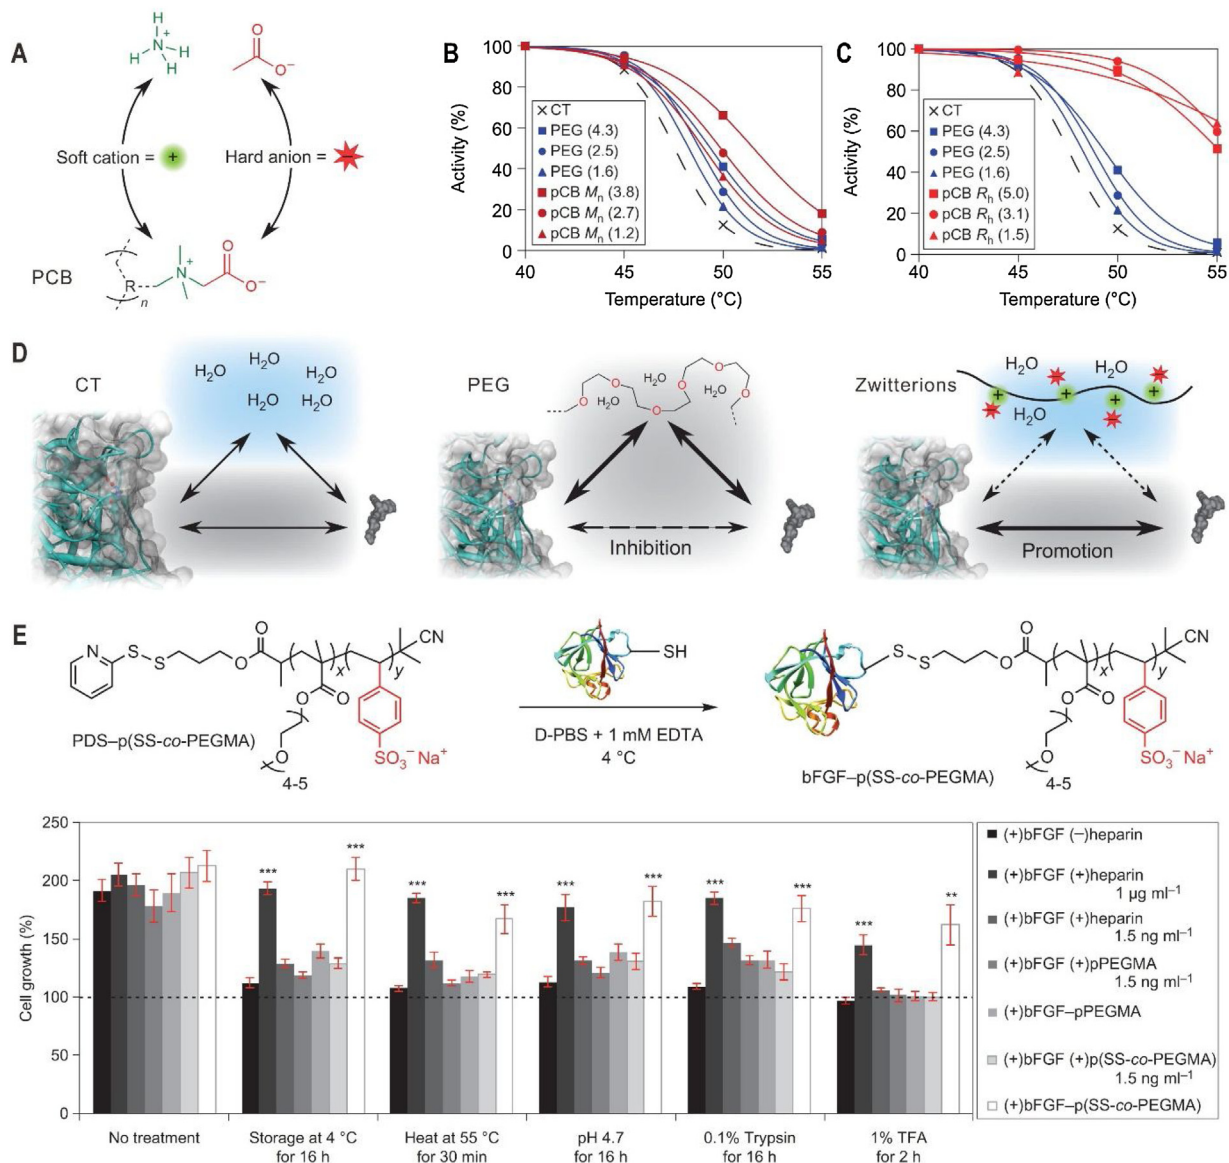 A
H
H
N
+
H
H
O
O⁻
Soft cation =
+
Hard anion =
−
PCB
R
n
N
+
O
O⁻
B
Activity (%)
100
80
60
40
20
0
CT
PEG (4.3)
PEG (2.5)
PEG (1.6)
pCB Mn (3.8)
pCB Mn (2.7)
pCB Mn (1.2)
40
45
50
55
Temperature (°C)
C
Activity (%)
100
80
60
40
20
0
CT
PEG (4.3)
PEG (2.5)
PEG (1.6)
pCB Rh (5.0)
pCB Rh (3.1)
pCB Rh (1.5)
40
45
50
55
Temperature (°C)
D
CT
H₂O
H₂O
H₂O
H₂O
H₂O
PEG
O
O
O
O
O
O
H₂O
H₂O
H₂O
Inhibition
Zwitterions
H₂O
H₂O
H₂O
+
+
+
+
−
−
−
−
Promotion
E
N
S
S
O
O
x
y
CN
O
O
O
4-5
SO₃⁻ Na⁺
PDS–p(SS-co-PEGMA)
SH
D-PBS + 1 mM EDTA
4 °C
S
S
O
O
x
y
CN
O
O
O
4-5
SO₃⁻ Na⁺
bFGF–p(SS-co-PEGMA)
Cell growth (%)
250
200
150
100
50
0
***
***
***
***
***
***
***
***
***
**
No treatment
Storage at 4 °C
for 16 h
Heat at 55 °C
for 30 min
pH 4.7
for 16 h
0.1% Trypsin
for 16 h
1% TFA
for 2 h
(+)bFGF (−)heparin
(+)bFGF (+)heparin
1 µg ml⁻¹
(+)bFGF (+)heparin
1.5 ng ml⁻¹
(+)bFGF (+)pPEGMA
1.5 ng ml⁻¹
(+)bFGF–pPEGMA
(+)bFGF (+)p(SS-co-PEGMA)
1.5 ng ml⁻¹
(+)bFGF–p(SS-co-PEGMA)